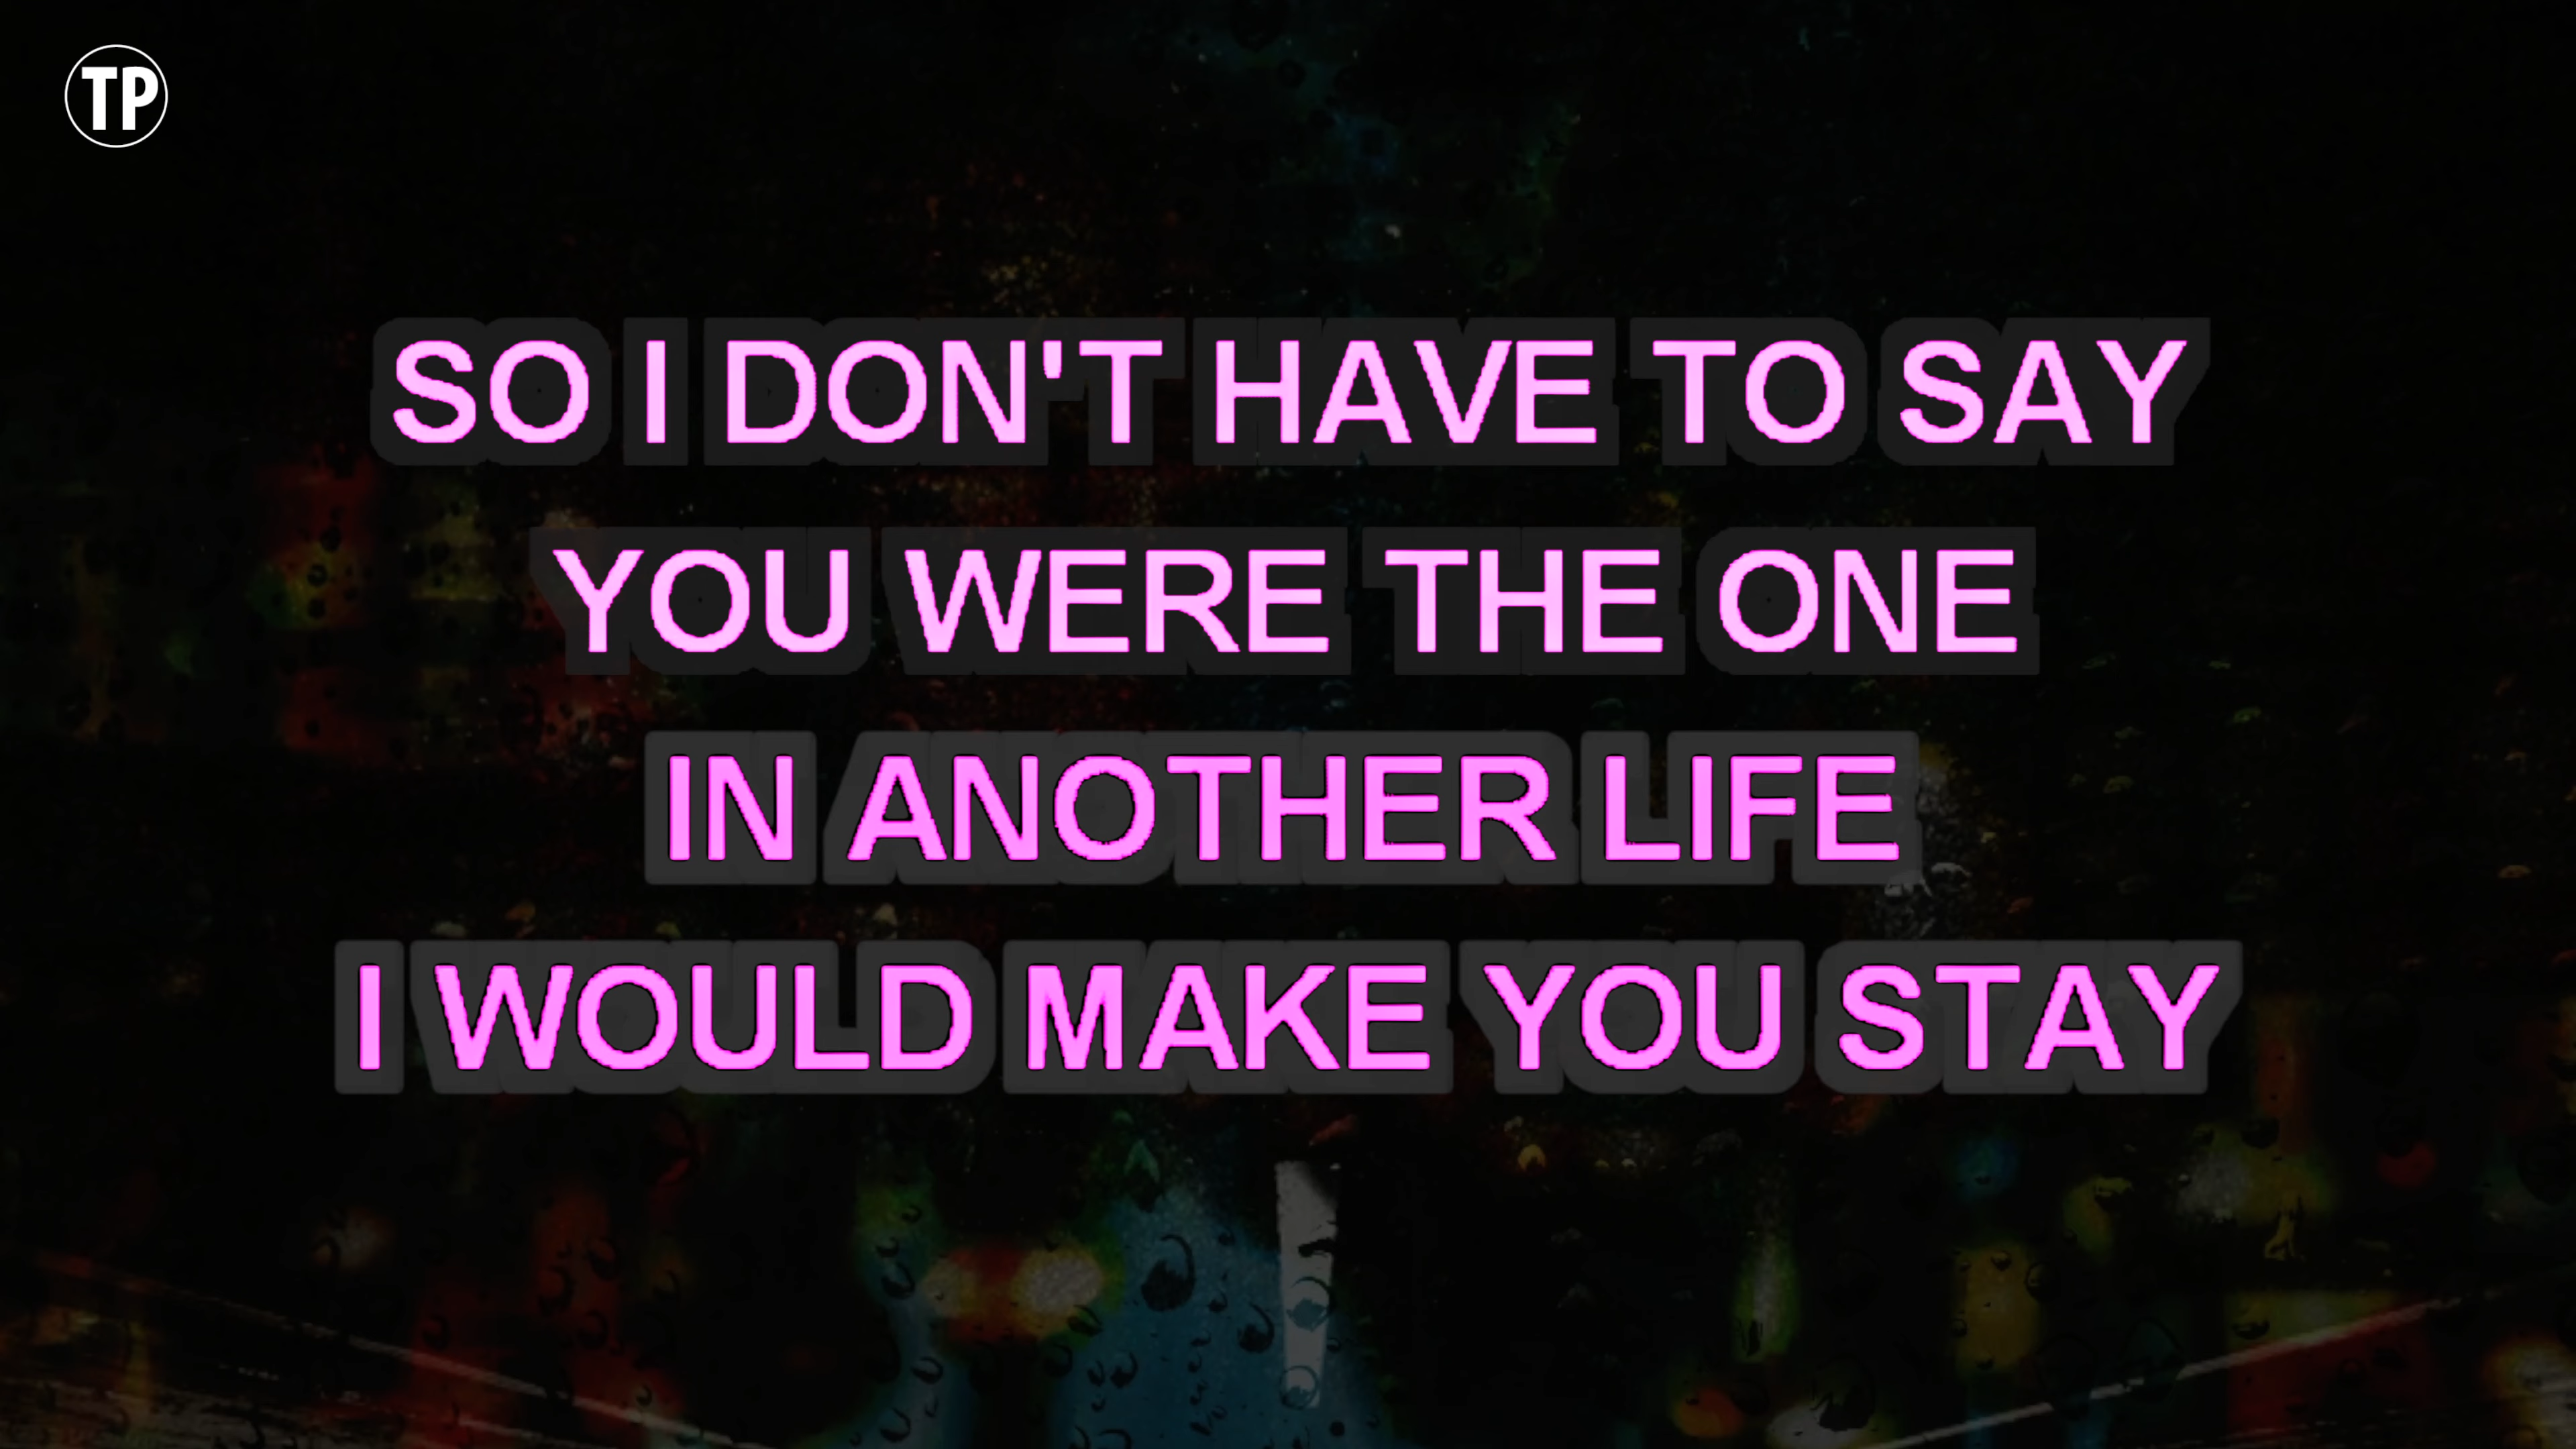 TP
SO I DON'T HAVE TO SAY
YOU WERE THE ONE
IN ANOTHER LIFE
I WOULD MAKE YOU STAY